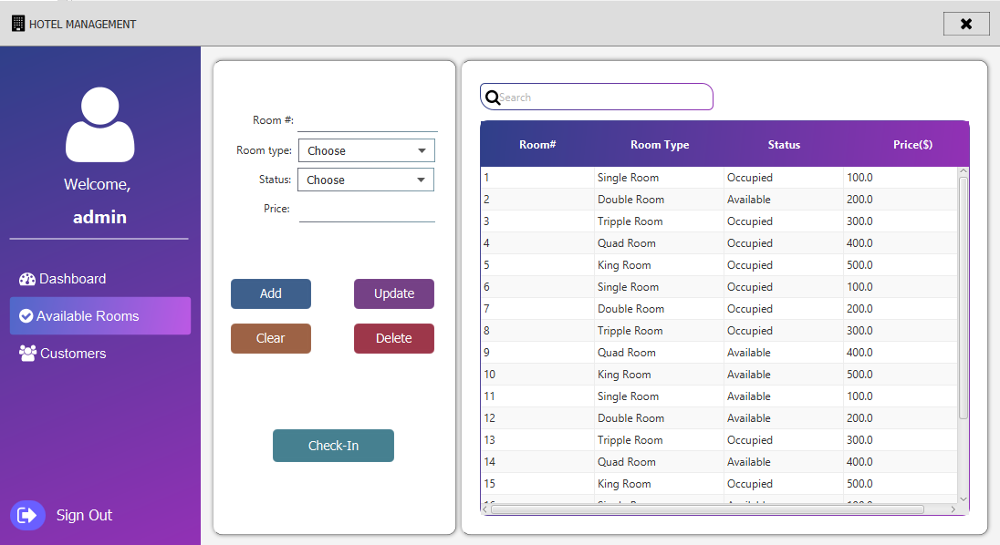 HOTEL MANAGEMENT
Welcome,
admin
Dashboard
Available Rooms
Customers
Sign Out
Room #:
Room type: Choose
Status: Choose
Price:
Add Update
Clear Delete
Check-In
Search
Room# Room Type Status Price($)
1 Single Room Occupied 100.0
2 Double Room Available 200.0
3 Tripple Room Occupied 300.0
4 Quad Room Occupied 400.0
5 King Room Occupied 500.0
6 Single Room Occupied 100.0
7 Double Room Available 200.0
8 Tripple Room Occupied 300.0
9 Quad Room Available 400.0
10 King Room Available 500.0
11 Single Room Available 100.0
12 Double Room Available 200.0
13 Tripple Room Occupied 300.0
14 Quad Room Available 400.0
15 King Room Occupied 500.0